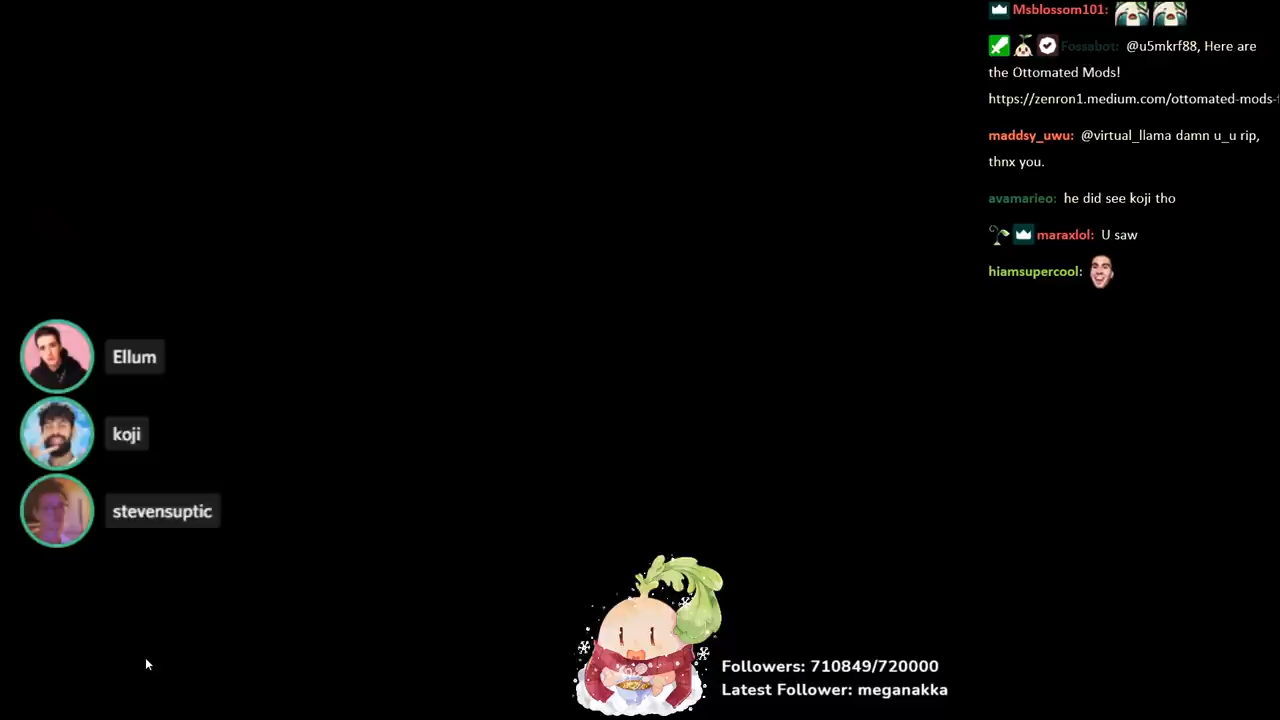 Msblossom101:
Fossabot: @u5mkrf88, Here are
the Ottomated Mods!
https://zenron1.medium.com/ottomated-mods-
maddsy_uwu: @virtual_llama damn u_u rip,
thnx you.
avamarieo: he did see koji tho
maraxlol: U saw
hiamsupercool:
Ellum
koji
stevensuptic
Followers: 710849/720000
Latest Follower: meganakka